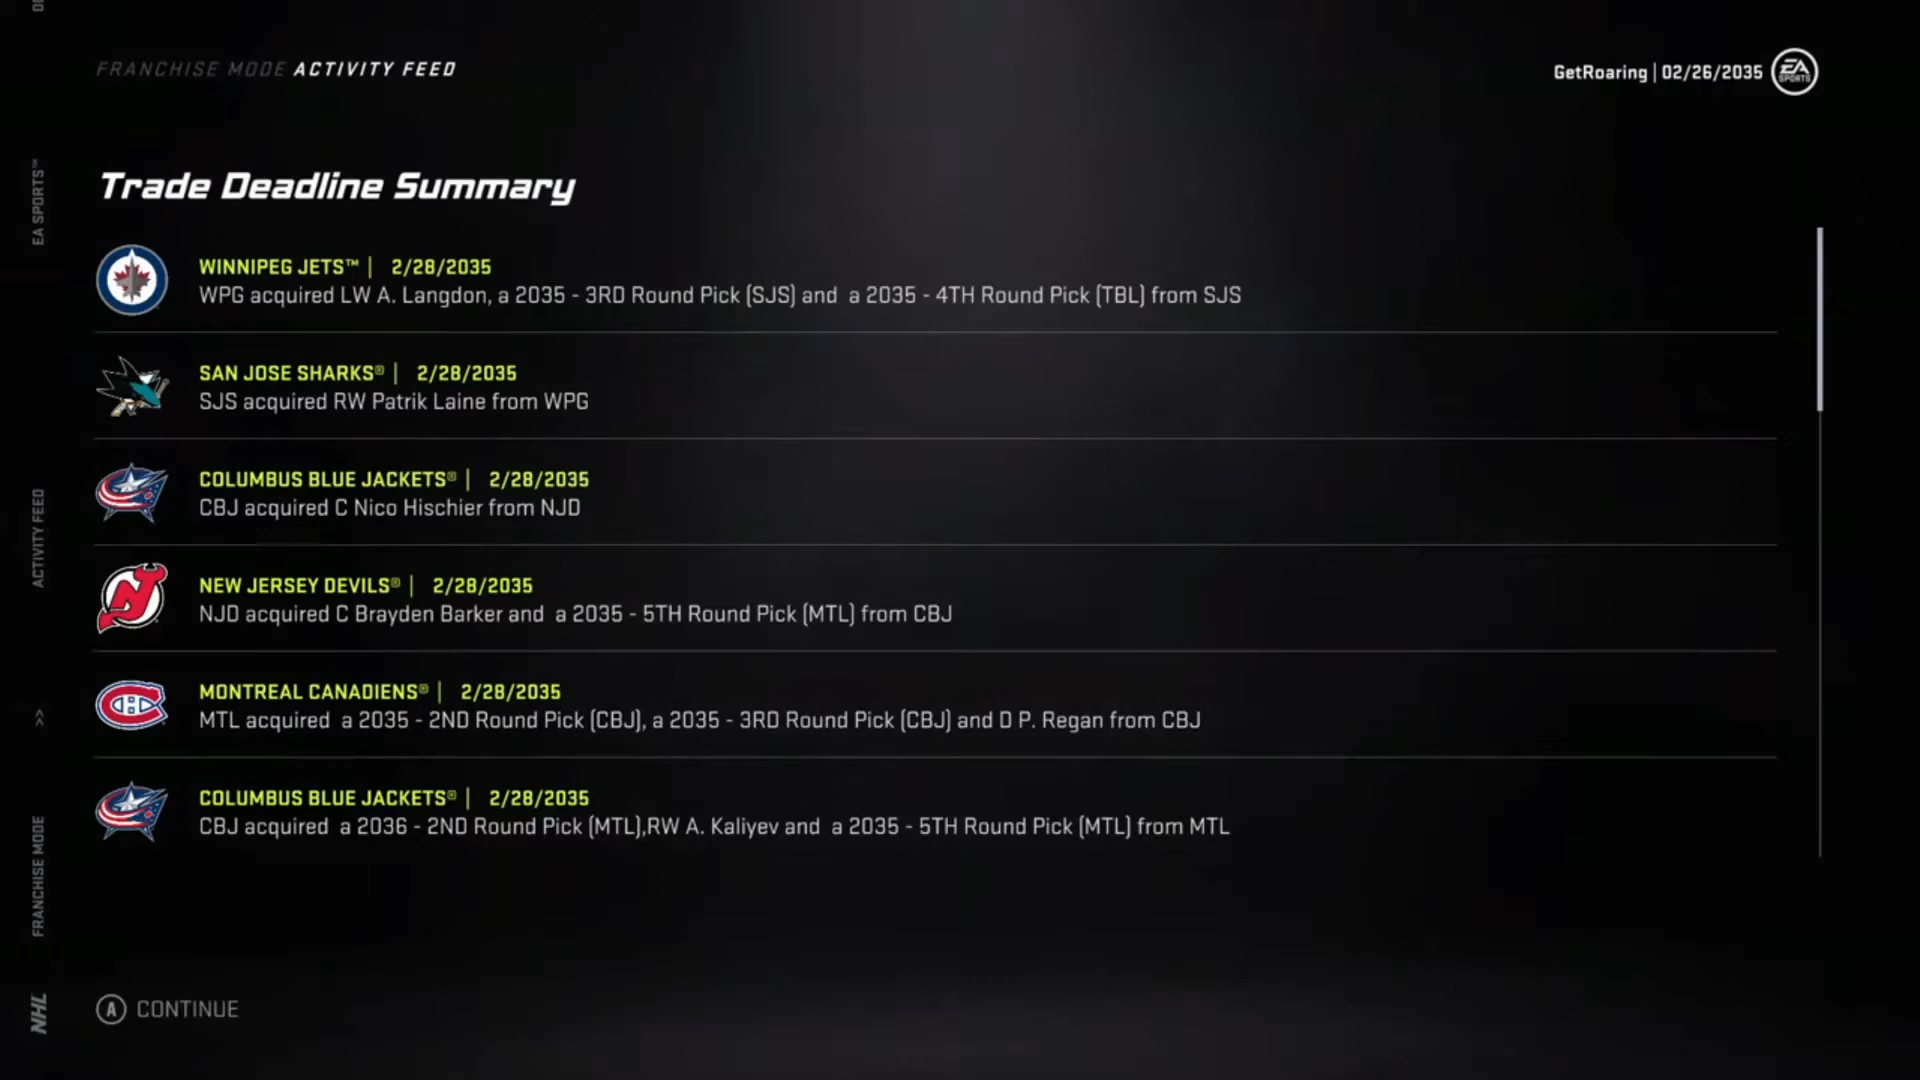 FRANCHISE MODE ACTIVITY FEED
GetRoaring | 02/26/2035
EA SPORTS
Trade Deadline Summary
WINNIPEG JETS™ | 2/28/2035
WPG acquired LW A. Langdon, a 2035 - 3RD Round Pick (SJS) and a 2035 - 4TH Round Pick (TBL) from SJS
SAN JOSE SHARKS® | 2/28/2035
SJS acquired RW Patrik Laine from WPG
COLUMBUS BLUE JACKETS® | 2/28/2035
CBJ acquired C Nico Hischier from NJD
NEW JERSEY DEVILS® | 2/28/2035
NJD acquired C Brayden Barker and a 2035 - 5TH Round Pick (MTL) from CBJ
MONTREAL CANADIENS® | 2/28/2035
MTL acquired a 2035 - 2ND Round Pick (CBJ), a 2035 - 3RD Round Pick (CBJ) and D P. Regan from CBJ
COLUMBUS BLUE JACKETS® | 2/28/2035
CBJ acquired a 2036 - 2ND Round Pick (MTL),RW A. Kaliyev and a 2035 - 5TH Round Pick (MTL) from MTL
A CONTINUE
NHL FRANCHISE MODE >> ACTIVITY FEED EA SPORTS™